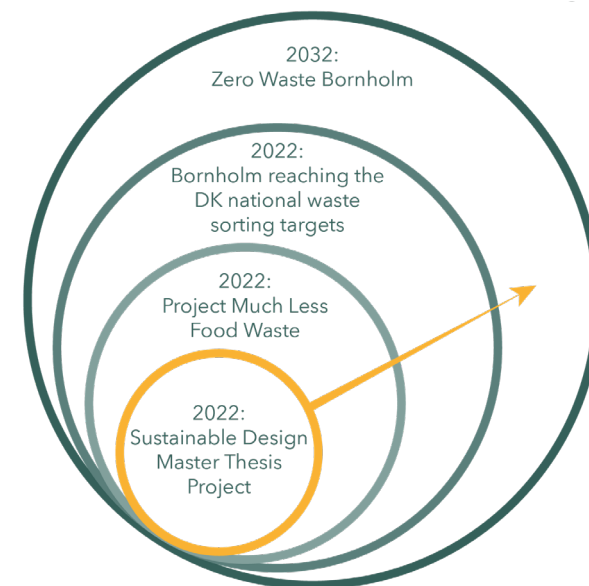 2032:
Zero Waste Bornholm
2022:
Bornholm reaching the
DK national waste
sorting targets
2022:
Project Much Less
Food Waste
2022:
Sustainable Design
Master Thesis
Project